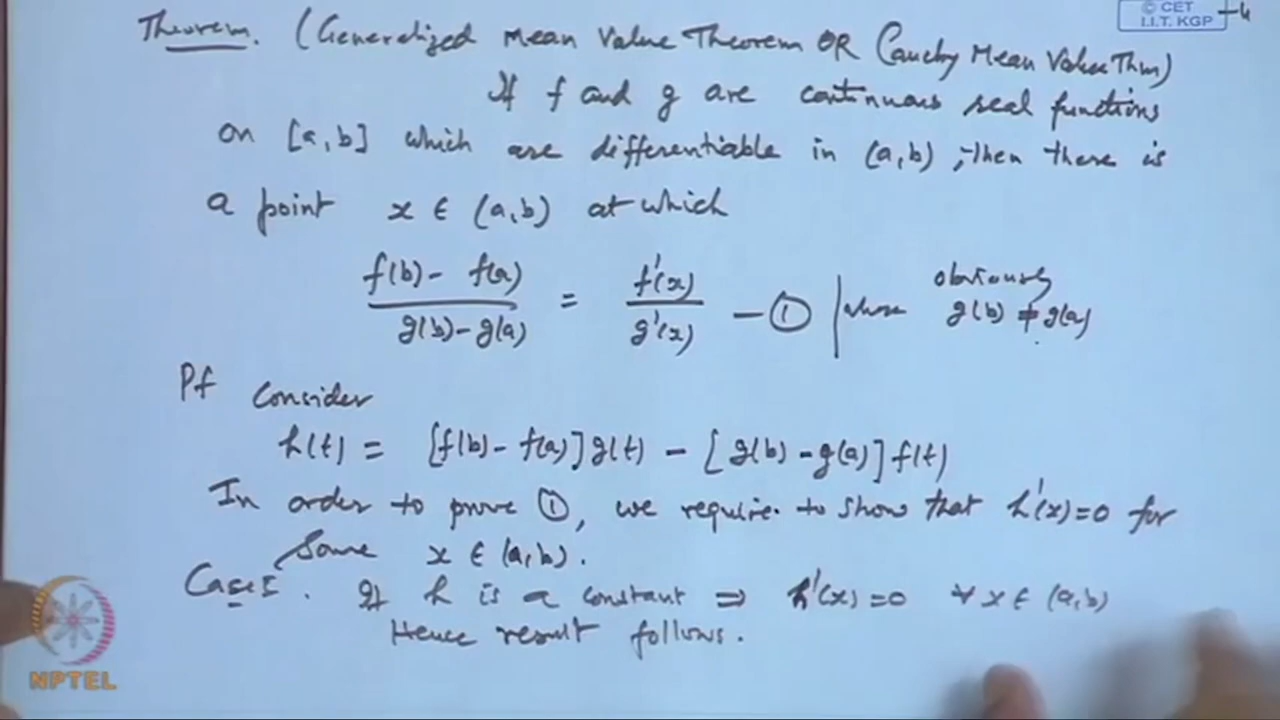 © CET
I.I.T. KGP
-4
Theorem. (Generalized Mean Value Theorem OR Cauchy Mean Value Thm)
If f and g are continuous real functions
on [a,b] which are differentiable in (a,b), then there is
a point x ∈ (a,b) at which
f(b) - f(a) / g(b) - g(a) = f'(x) / g'(x) — ① | where obviously g(b) ≠ g(a)
Pf Consider
h(t) = [f(b) - f(a)] g(t) - [g(b) - g(a)] f(t)
In order to prove ①, we require to show that h'(x)=0 for
Some x ∈ (a,b).
Case I. If h is a constant ⇒ h'(x)=0 ∀ x ∈ (a,b)
Hence result follows.
NPTEL